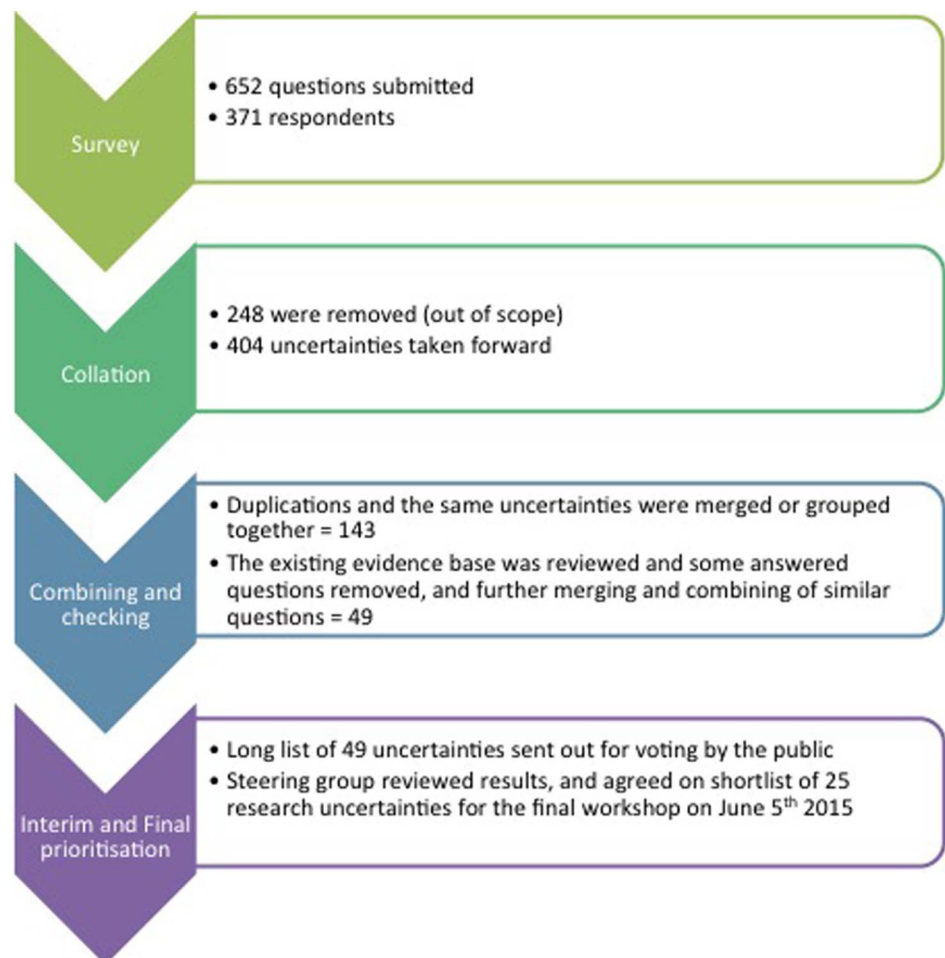 Survey
• 652 questions submitted
• 371 respondents
Collation
• 248 were removed (out of scope)
• 404 uncertainties taken forward
Combining and
checking
• Duplications and the same uncertainties were merged or grouped
together = 143
• The existing evidence base was reviewed and some answered
questions removed, and further merging and combining of similar
questions = 49
Interim and Final
prioritisation
• Long list of 49 uncertainties sent out for voting by the public
• Steering group reviewed results, and agreed on shortlist of 25
research uncertainties for the final workshop on June 5th 2015